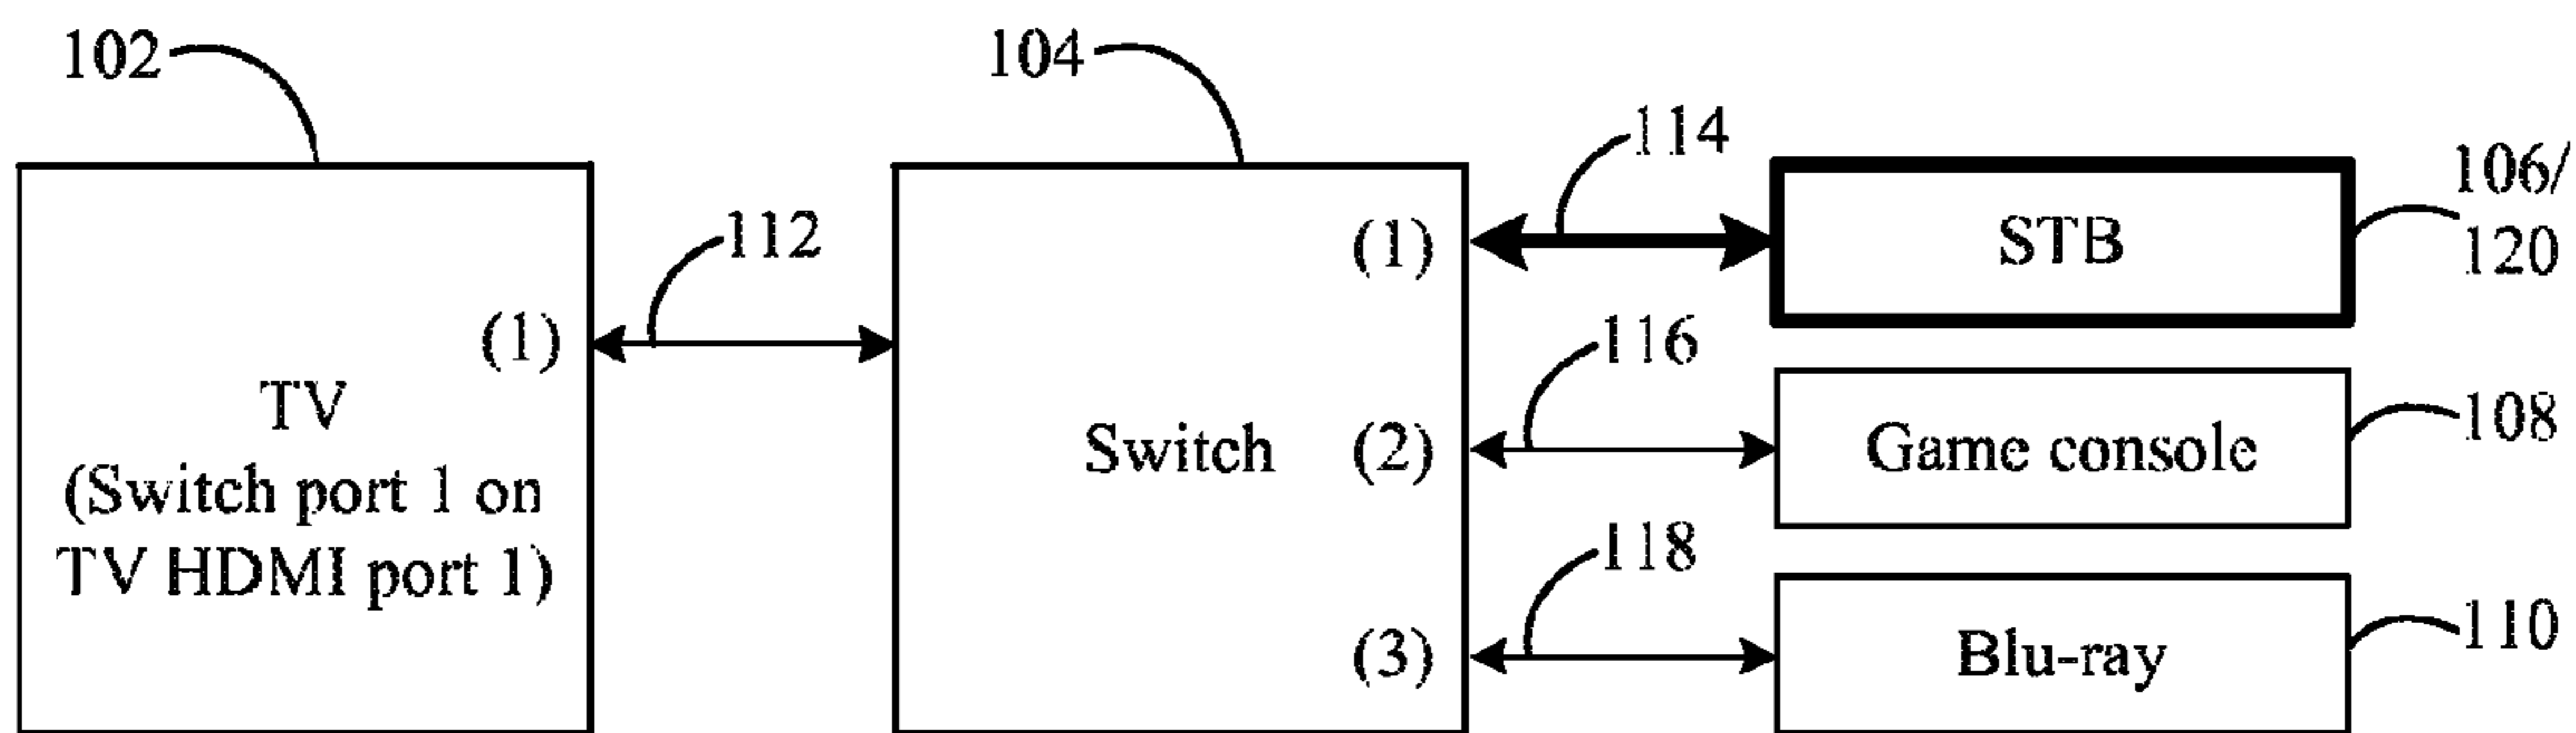 102
104
114
106/
120
STB
(1)
112
(1)
116
108
TV
Switch
(2)
Game console
(Switch port 1 on
TV HDMI port 1)
118
110
(3)
Blu-ray